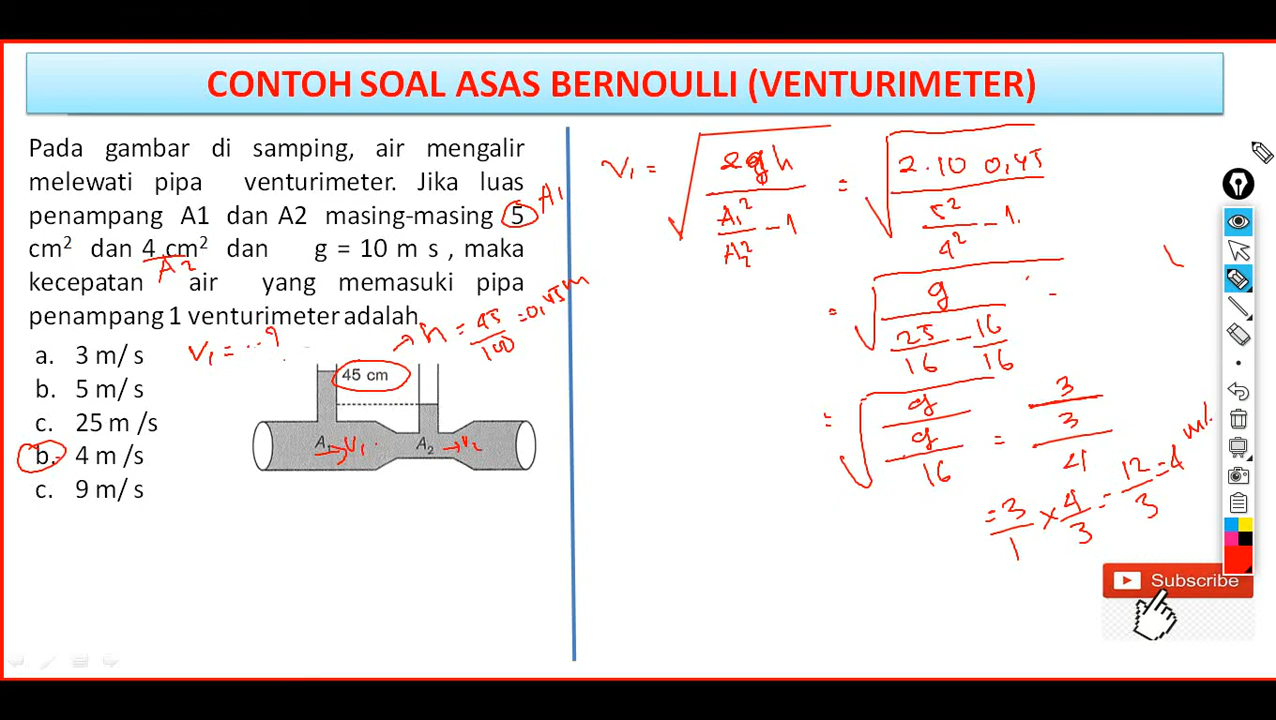 CONTOH SOAL ASAS BERNOULLI (VENTURIMETER)
Pada gambar di samping, air mengalir
melewati pipa venturimeter. Jika luas
penampang A1 dan A2 masing-masing 5 A1
cm² dan 4 cm² dan g = 10 m s , maka
A2
kecepatan air yang memasuki pipa
penampang 1 venturimeter adalah
V1 = ...?
→ h = 45/100 = 0,45 m
a. 3 m/ s
b. 5 m/ s
c. 25 m /s
b. 4 m /s
c. 9 m/ s
45 cm
A1 → V1
A2 → V2
V1 = √(2gh / (A1²/A2² - 1)) = √(2·10 0,45 / (5²/4² - 1))
= √(9 / (25/16 - 16/16)) =
= √(9 / (9/16)) = 3 / (3/4)
= 3/1 × 4/3 = 12/3 = 4 m/s
Subscribe